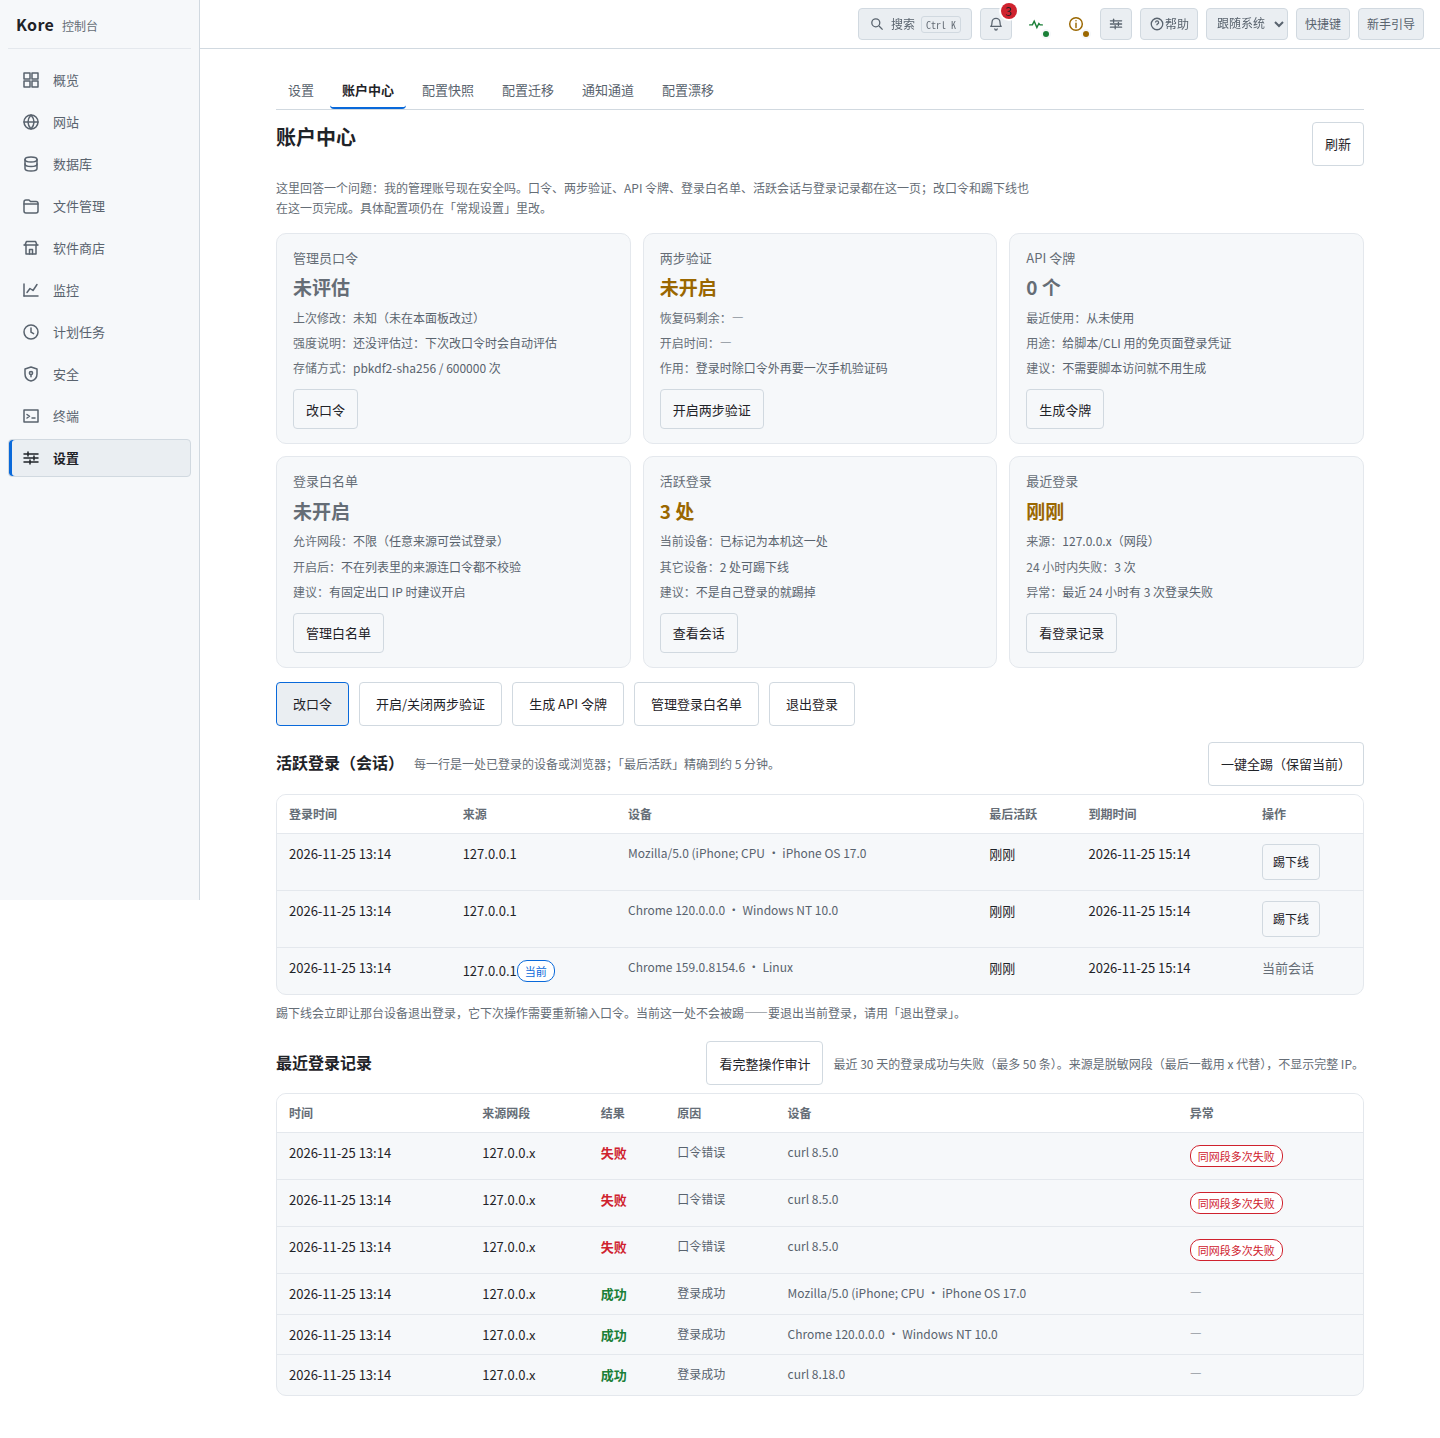 Kore 控制台
搜索 Ctrl K
3
帮助
跟随系统
快捷键
新手引导
概览
网站
数据库
文件管理
软件商店
监控
计划任务
安全
终端
设置
设置 账户中心 配置快照 配置迁移 通知通道 配置漂移
账户中心
刷新
这里回答一个问题：我的管理账号现在安全吗。口令、两步验证、API 令牌、登录白名单、活跃会话与登录记录都在这一页；改口令和踢下线也
在这一页完成。具体配置项仍在「常规设置」里改。
管理员口令
未评估
上次修改：未知（未在本面板改过）
强度说明：还没评估过：下次改口令时会自动评估
存储方式：pbkdf2-sha256 / 600000 次
改口令
两步验证
未开启
恢复码剩余：—
开启时间：—
作用：登录时除口令外再要一次手机验证码
开启两步验证
API 令牌
0 个
最近使用：从未使用
用途：给脚本/CLI 用的免页面登录凭证
建议：不需要脚本访问就不用生成
生成令牌
登录白名单
未开启
允许网段：不限（任意来源可尝试登录）
开启后：不在列表里的来源连口令都不校验
建议：有固定出口 IP 时建议开启
管理白名单
活跃登录
3 处
当前设备：已标记为本机这一处
其它设备：2 处可踢下线
建议：不是自己登录的就踢掉
查看会话
最近登录
刚刚
来源：127.0.0.x（网段）
24 小时内失败：3 次
异常：最近 24 小时有 3 次登录失败
看登录记录
改口令 开启/关闭两步验证 生成 API 令牌 管理登录白名单 退出登录
活跃登录（会话） 每一行是一处已登录的设备或浏览器；「最后活跃」精确到约 5 分钟。 一键全踢（保留当前）
登录时间 来源 设备 最后活跃 到期时间 操作
2026-11-25 13:14 127.0.0.1 Mozilla/5.0 (iPhone; CPU · iPhone OS 17.0 刚刚 2026-11-25 15:14 踢下线
2026-11-25 13:14 127.0.0.1 Chrome 120.0.0.0 · Windows NT 10.0 刚刚 2026-11-25 15:14 踢下线
2026-11-25 13:14 127.0.0.1 当前 Chrome 159.0.8154.6 · Linux 刚刚 2026-11-25 15:14 当前会话
踢下线会立即让那台设备退出登录，它下次操作需要重新输入口令。当前这一处不会被踢——要退出当前登录，请用「退出登录」。
最近登录记录 看完整操作审计 最近 30 天的登录成功与失败（最多 50 条）。来源是脱敏网段（最后一截用 x 代替），不显示完整 IP。
时间 来源网段 结果 原因 设备 异常
2026-11-25 13:14 127.0.0.x 失败 口令错误 curl 8.5.0 同网段多次失败
2026-11-25 13:14 127.0.0.x 失败 口令错误 curl 8.5.0 同网段多次失败
2026-11-25 13:14 127.0.0.x 失败 口令错误 curl 8.5.0 同网段多次失败
2026-11-25 13:14 127.0.0.x 成功 登录成功 Mozilla/5.0 (iPhone; CPU · iPhone OS 17.0 —
2026-11-25 13:14 127.0.0.x 成功 登录成功 Chrome 120.0.0.0 · Windows NT 10.0 —
2026-11-25 13:14 127.0.0.x 成功 登录成功 curl 8.18.0 —